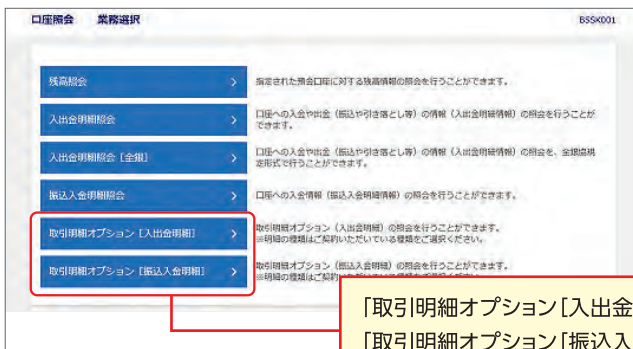 口座照会 業務選択 BSSK001
残高照会 > 指定された預金口座に対する残高情報の照会を行うことができます。
入出金明細照会 > 口座への入金や出金（振込や引き落とし等）の情報（入出金明細情報）の照会を行うことが
できます。
入出金明細照会［全銀］ > 口座への入金や出金（振込や引き落とし等）の情報（入出金明細情報）の照会を、全銀協規
定形式で行うことができます。
振込入金明細照会 > 口座への入金情報（振込入金明細情報）の照会を行うことができます。
取引明細オプション［入出金明細］ > 取引明細オプション（入出金明細）の照会を行うことができます。
※明細の種類はご契約いただいている種類をご選択ください。
取引明細オプション［振込入金明細］ > 取引明細オプション（振込入金明細）の照会を行うことができます。
※明細の種類はご契約
「取引明細オプション［入出金
「取引明細オプション［振込入